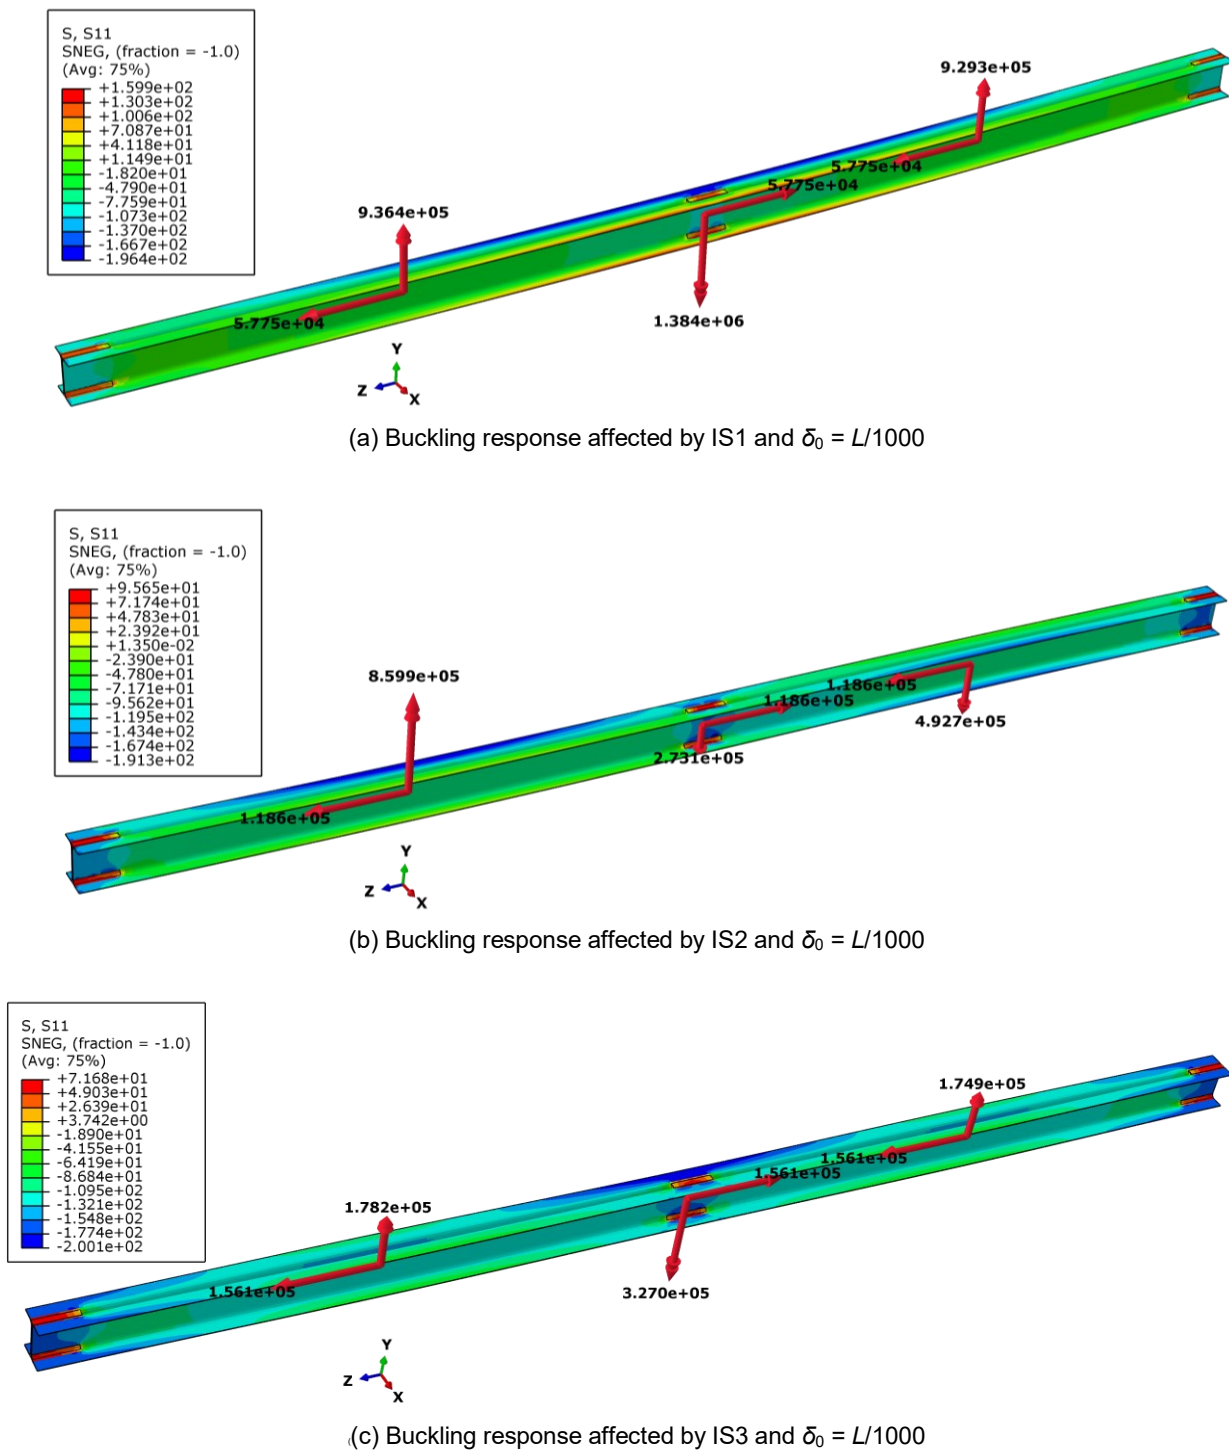 S, S11
SNEG, (fraction = -1.0)
(Avg: 75%)
+1.599e+02
+1.303e+02
+1.006e+02
+7.087e+01
+4.118e+01
+1.149e+01
-1.820e+01
-4.790e+01
-7.759e+01
-1.073e+02
-1.370e+02
-1.667e+02
-1.964e+02
9.293e+05
5.775e+04
5.775e+04
9.364e+05
5.775e+04
1.384e+06
Y
Z
X
(a) Buckling response affected by IS1 and δ₀ = L/1000
S, S11
SNEG, (fraction = -1.0)
(Avg: 75%)
+9.565e+01
+7.174e+01
+4.783e+01
+2.392e+01
+1.350e-02
-2.390e+01
-4.780e+01
-7.171e+01
-9.562e+01
-1.195e+02
-1.434e+02
-1.674e+02
-1.913e+02
8.599e+05
1.186e+05
1.186e+05
4.927e+05
2.731e+05
1.186e+05
Y
Z
X
(b) Buckling response affected by IS2 and δ₀ = L/1000
S, S11
SNEG, (fraction = -1.0)
(Avg: 75%)
+7.168e+01
+4.903e+01
+2.639e+01
+3.742e+00
-1.890e+01
-4.155e+01
-6.419e+01
-8.684e+01
-1.095e+02
-1.321e+02
-1.548e+02
-1.774e+02
-2.001e+02
1.749e+05
1.561e+05
1.561e+05
1.782e+05
1.561e+05
3.270e+05
Y
Z
X
(c) Buckling response affected by IS3 and δ₀ = L/1000